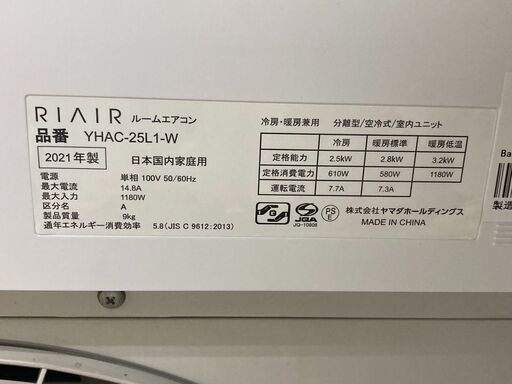 RIAIR ルームエアコン
品番 YHAC-25L1-W
2021年製 日本国内家庭用
電源 単相 100V 50/60Hz
最大電流 14.8A
最大入力 1180W
区分名 A
製品質量 9kg
通年エネルギー消費効率 5.8 (JIS C 9612:2013)
冷房・暖房兼用 分離型/空冷式/室内ユニット
冷房 暖房標準 暖房低温
定格能力 2.5kW 2.8kW 3.2kW
定格消費電力 610W 580W 1180W
運転電流 7.7A 7.3A
JQA
JQ-10808
PS
E
株式会社ヤマダホールディングス
MADE IN CHINA
Ba
製造